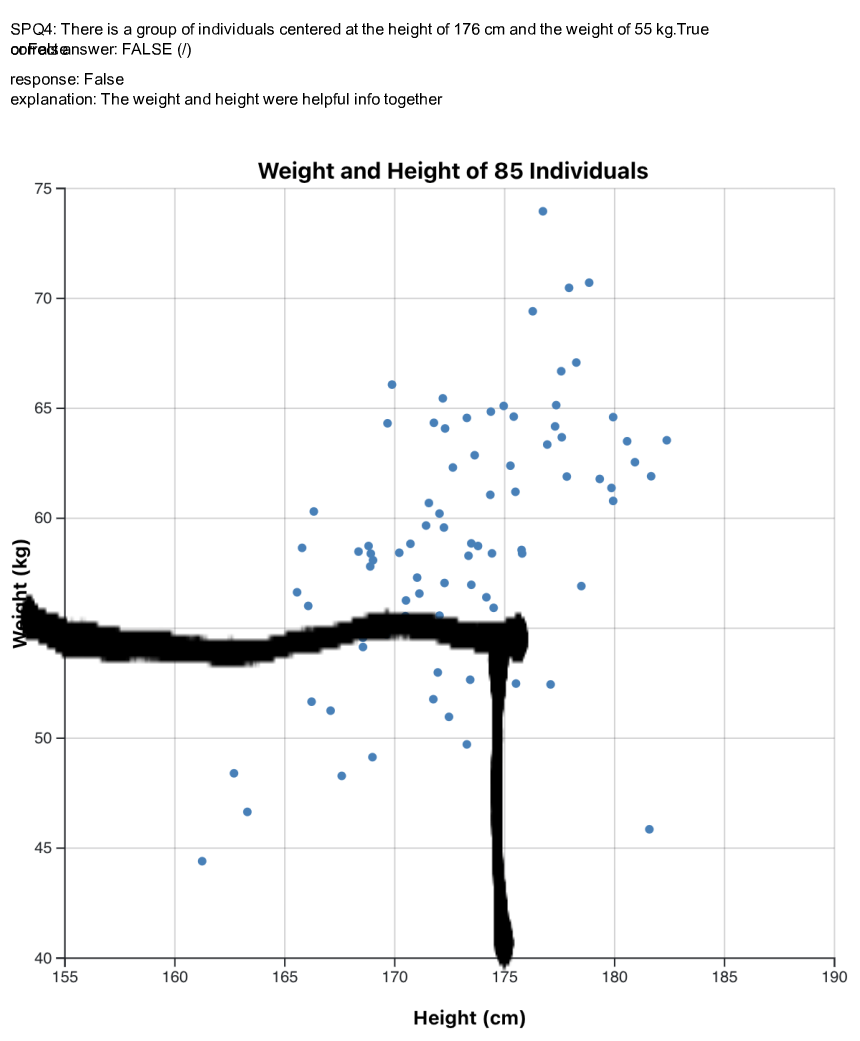 SPQ4: There is a group of individuals centered at the height of 176 cm and the weight of 55 kg.True
answer: FALSE (/)
response: False
explanation: The weight and height were helpful info together
Weight and Height of 85 Individuals
75
70
65
60
50
45
40
Weight (kg)
155 160 165 170 175 180 185 190
Height (cm)